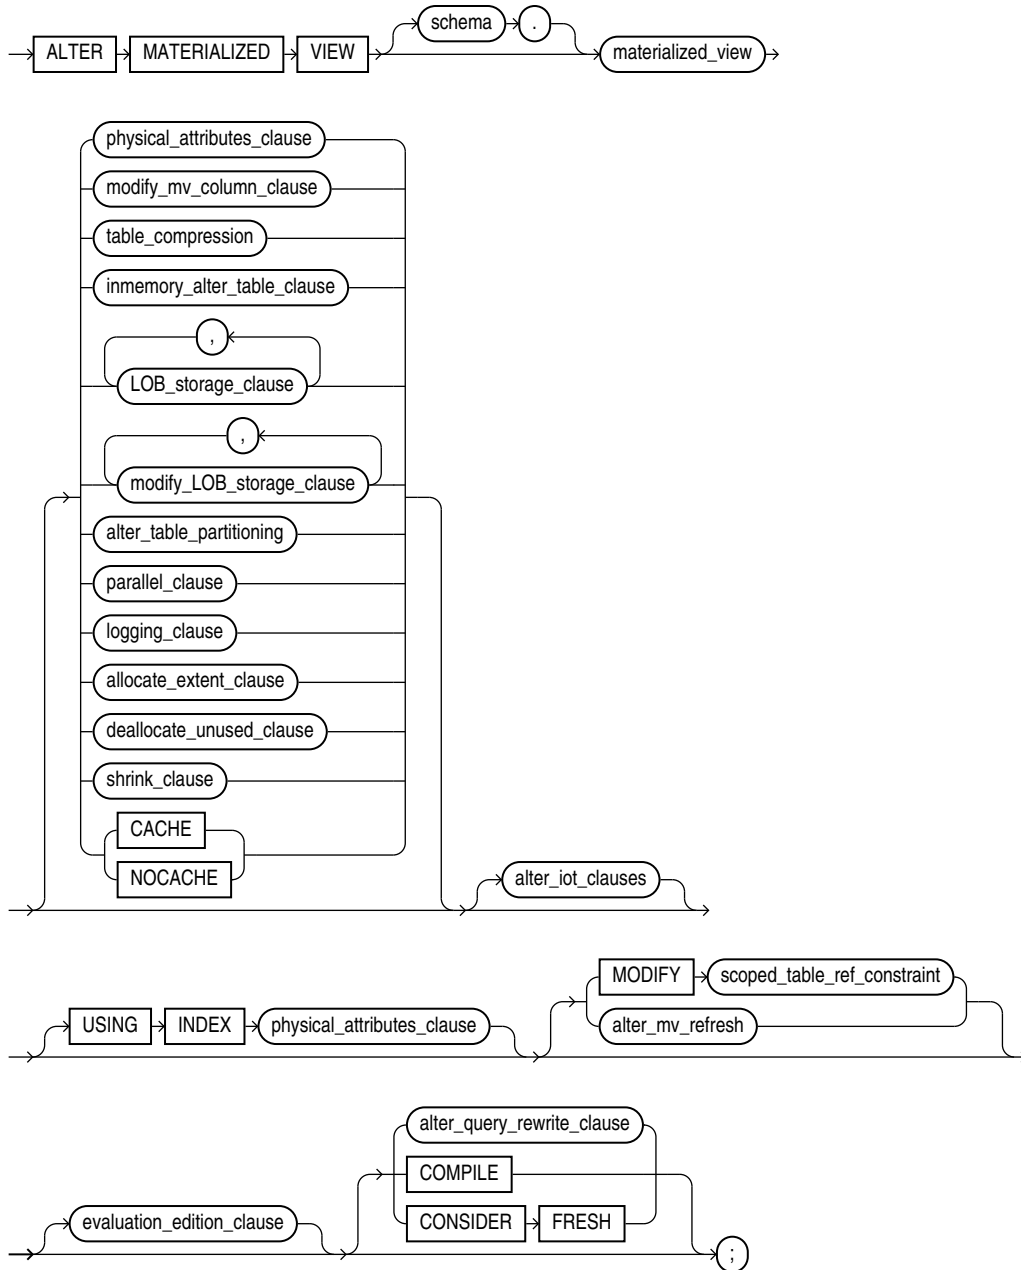 schema .
ALTER MATERIALIZED VIEW materialized_view
physical_attributes_clause
modify_mv_column_clause
table_compression
inmemory_alter_table_clause
,
LOB_storage_clause
,
modify_LOB_storage_clause
alter_table_partitioning
parallel_clause
logging_clause
allocate_extent_clause
deallocate_unused_clause
shrink_clause
CACHE
NOCACHE
alter_iot_clauses
MODIFY scoped_table_ref_constraint
USING INDEX physical_attributes_clause
alter_mv_refresh
alter_query_rewrite_clause
COMPILE
evaluation_edition_clause
CONSIDER FRESH
;